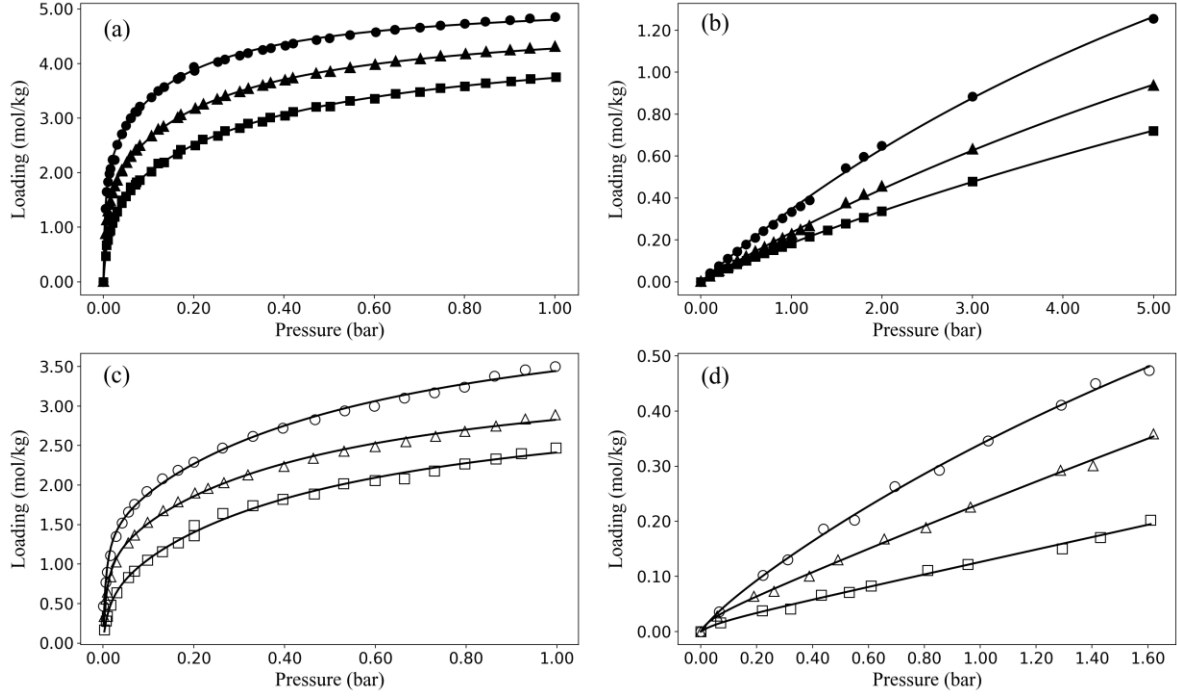 (a)
5.00
4.00
3.00
2.00
1.00
0.00
Loading (mol/kg)
0.00 0.20 0.40 0.60 0.80 1.00
Pressure (bar)
(b)
1.20
1.00
0.80
0.60
0.40
0.20
0.00
Loading (mol/kg)
0.00 1.00 2.00 3.00 4.00 5.00
Pressure (bar)
(c)
3.50
3.00
2.50
2.00
1.50
1.00
0.50
0.00
Loading (mol/kg)
0.00 0.20 0.40 0.60 0.80 1.00
Pressure (bar)
(d)
0.50
0.40
0.30
0.20
0.10
0.00
Loading (mol/kg)
0.00 0.20 0.40 0.60 0.80 1.00 1.20 1.40 1.60
Pressure (bar)